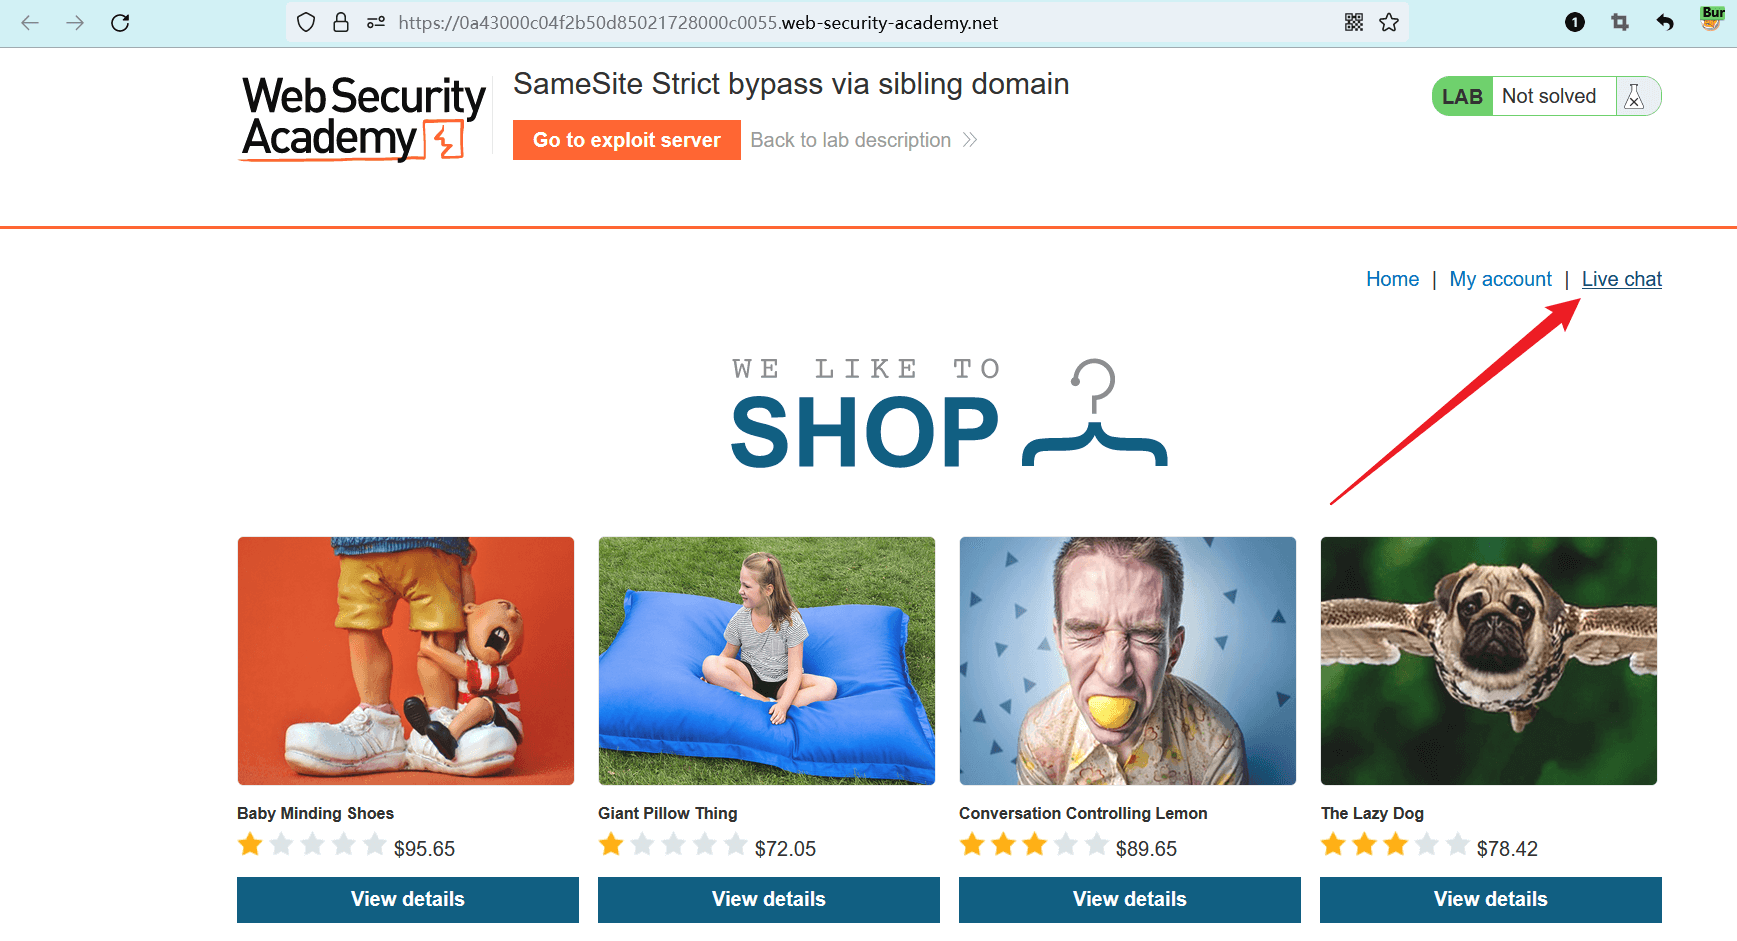 https://0a43000c04f2b50d85021728000c0055.web-security-academy.net
1
Bur
Web Security
Academy
SameSite Strict bypass via sibling domain
Go to exploit server
Back to lab description
LAB
Not solved
Home | My account | Live chat
WE LIKE TO
SHOP
Baby Minding Shoes
$95.65
View details
Giant Pillow Thing
$72.05
View details
Conversation Controlling Lemon
$89.65
View details
The Lazy Dog
$78.42
View details